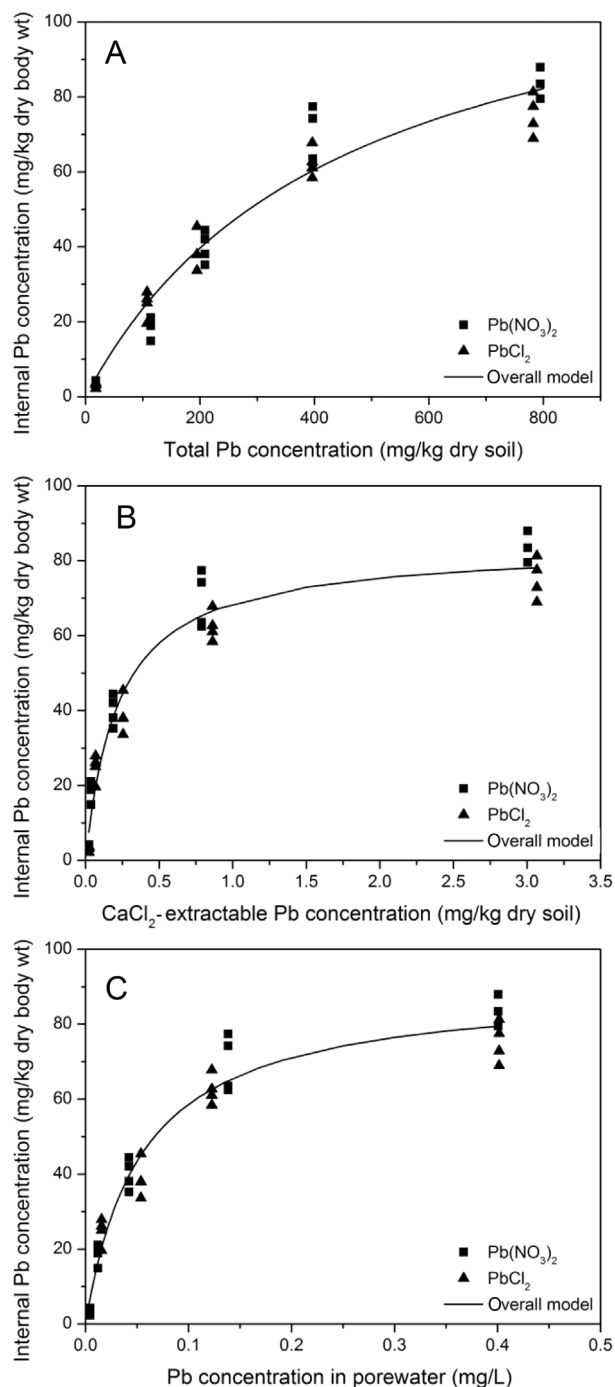 A
Internal Pb concentration (mg/kg dry body wt)
100
80
60
40
20
0
Pb(NO₃)₂
PbCl₂
Overall model
0 200 400 600 800
Total Pb concentration (mg/kg dry soil)
B
Internal Pb concentration (mg/kg dry body wt)
100
80
60
40
20
0
Pb(NO₃)₂
PbCl₂
Overall model
0.0 0.5 1.0 1.5 2.0 2.5 3.0 3.5
CaCl₂-extractable Pb concentration (mg/kg dry soil)
C
Internal Pb concentration (mg/kg dry body wt)
100
80
60
40
20
0
Pb(NO₃)₂
PbCl₂
Overall model
0.0 0.1 0.2 0.3 0.4 0.5
Pb concentration in porewater (mg/L)